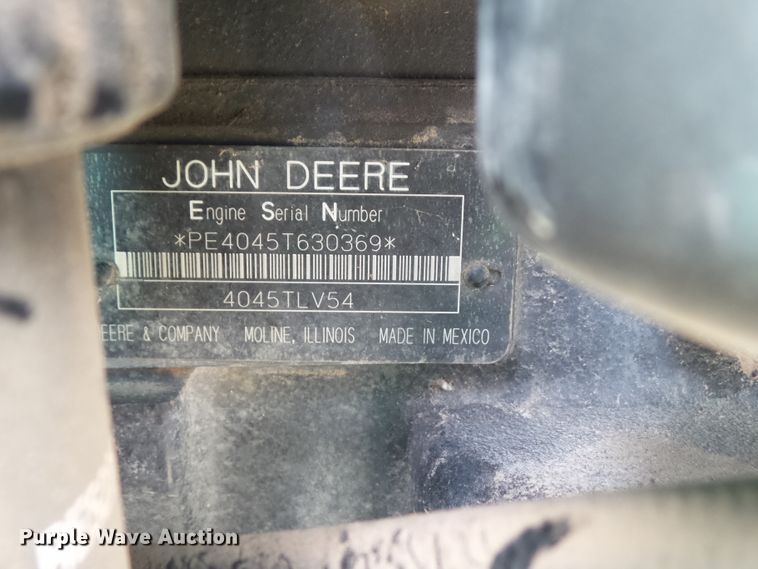 JOHN DEERE
Engine Serial Number
*PE4045T630369*
4045TLV54
EERE & COMPANY MOLINE, ILLINOIS MADE IN MEXICO
Purple Wave Auction